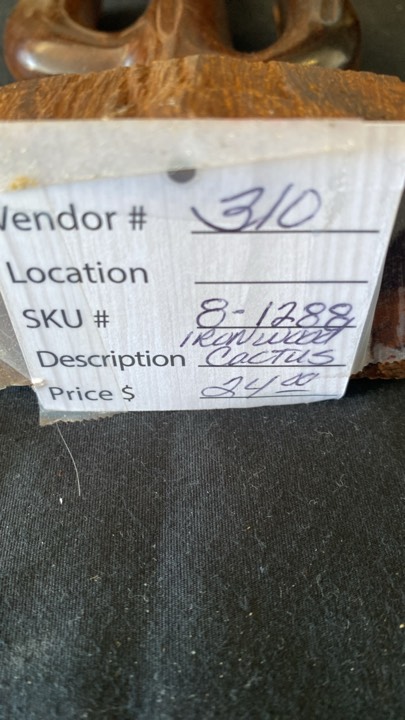 Vendor # 310
Location
SKU # 8-1288
IRONWOOD
Description CACTUS
Price $ 24.00